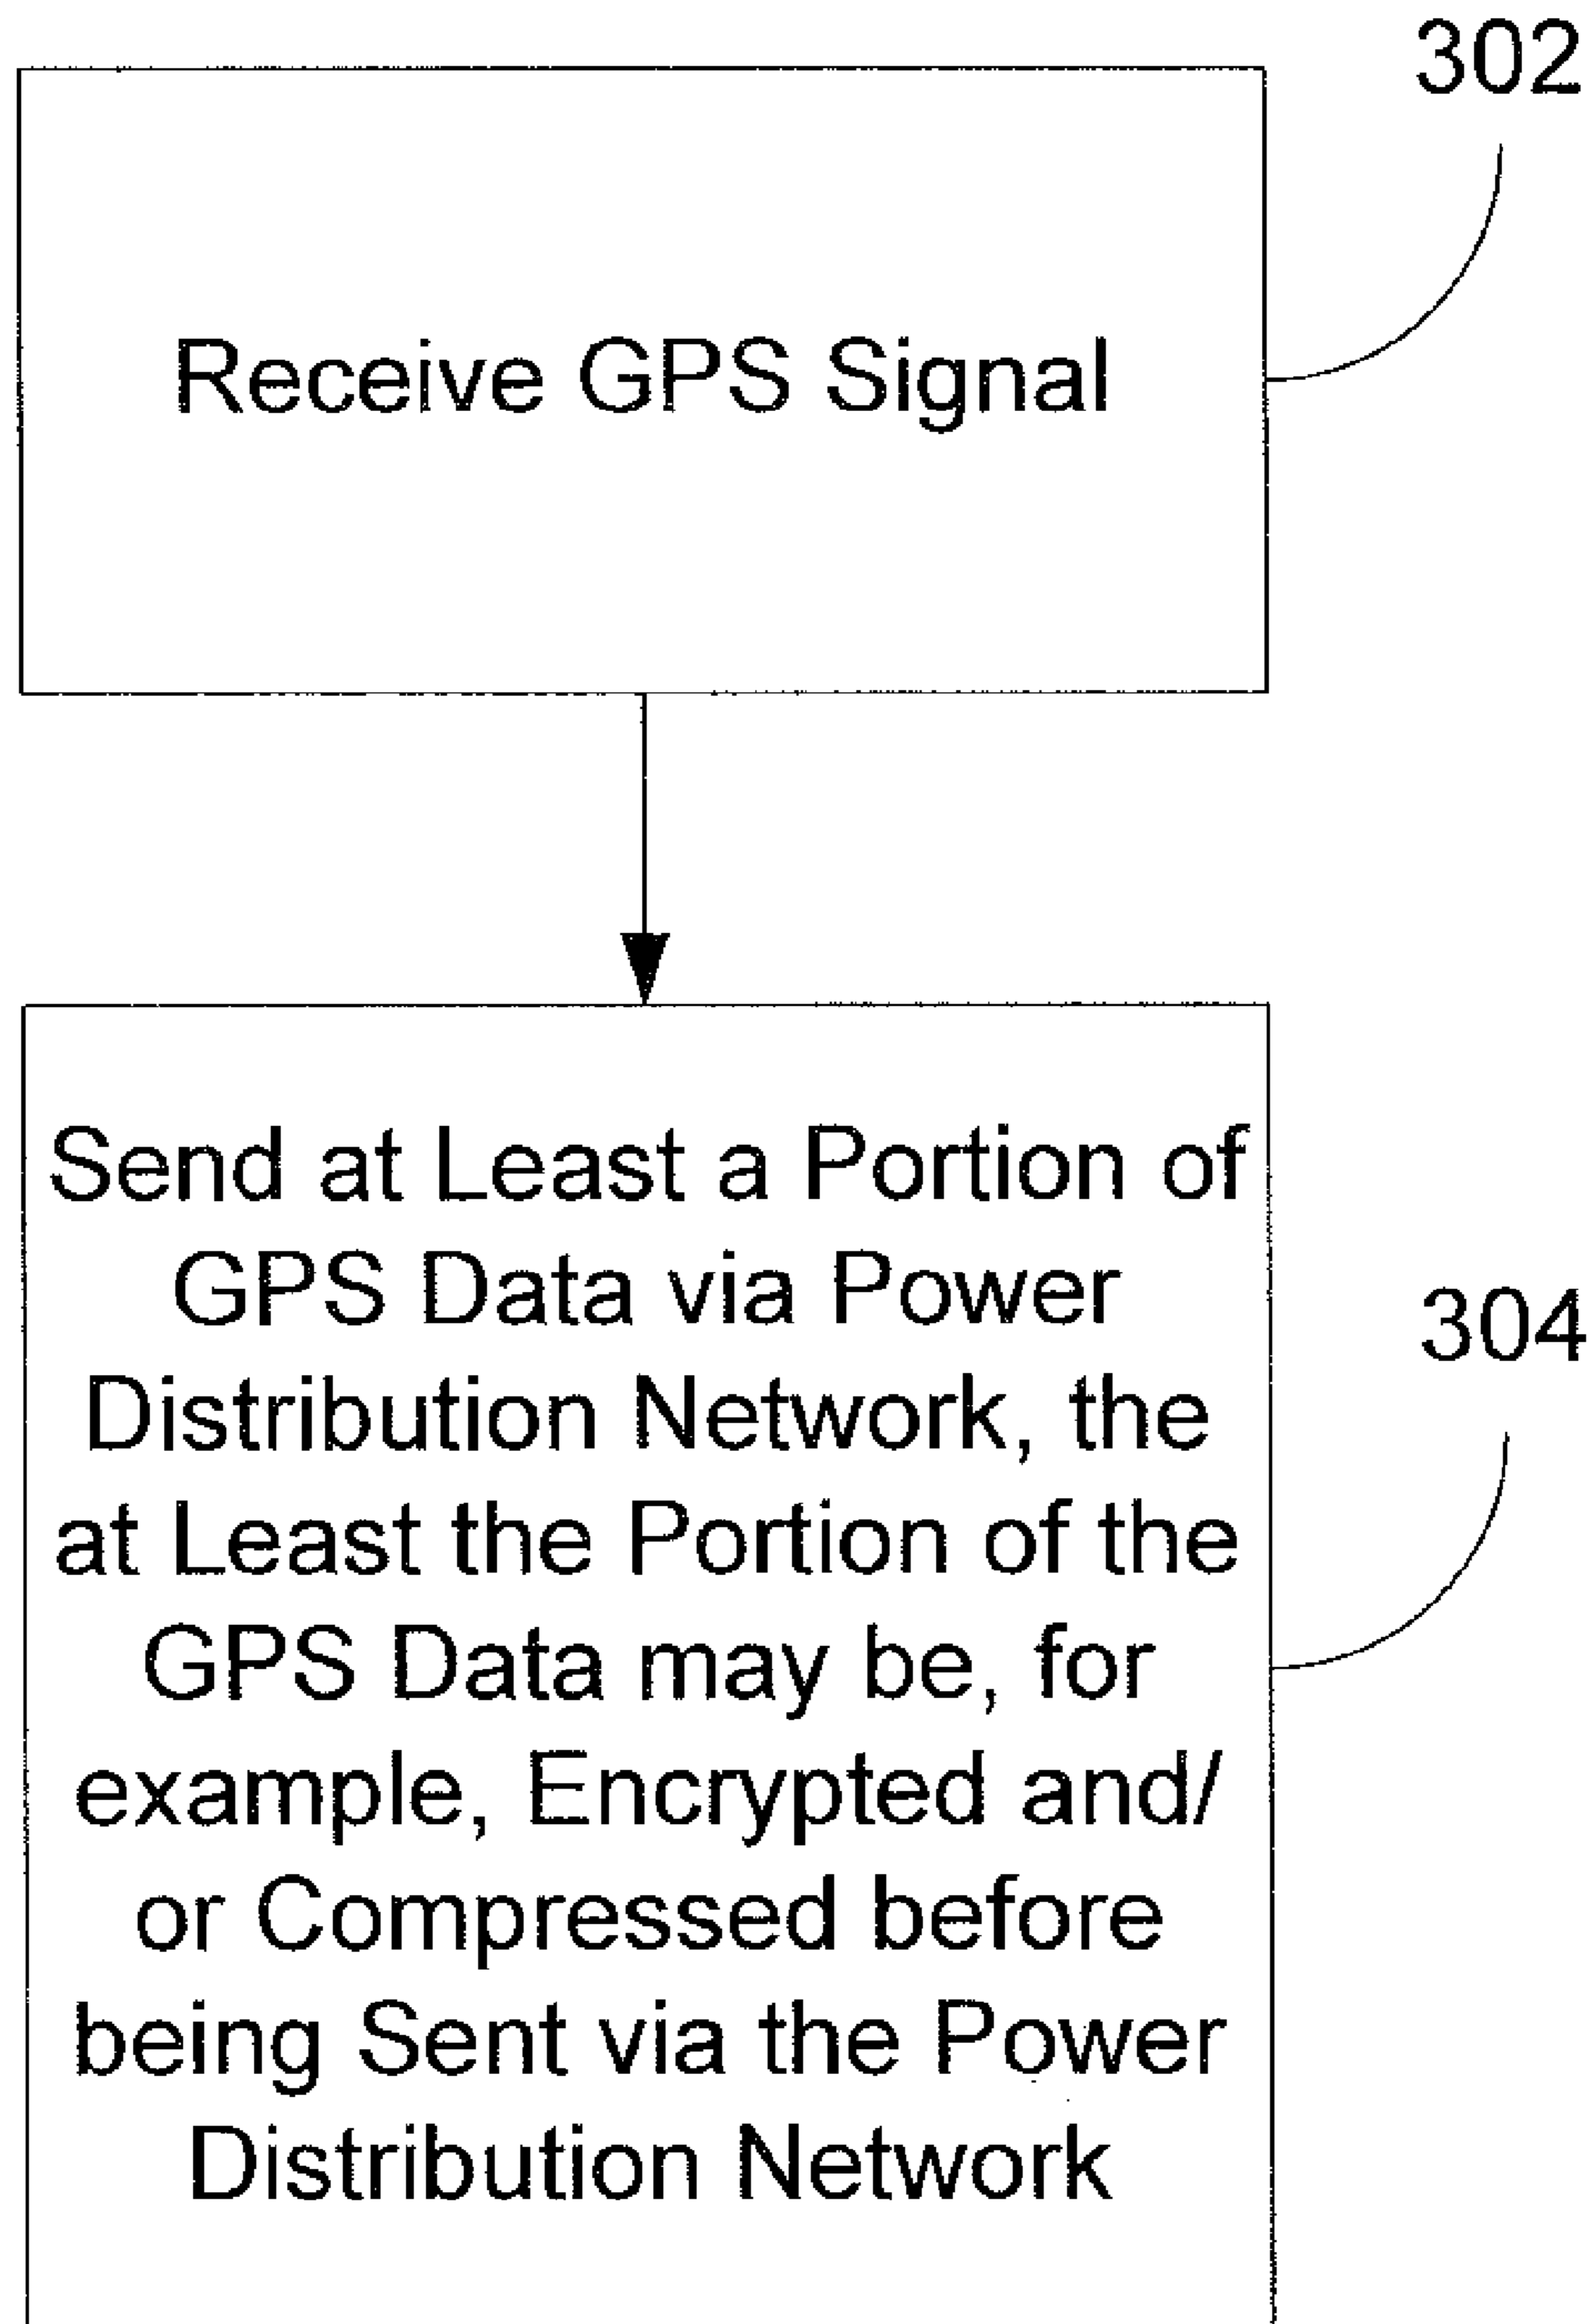 302
Receive GPS Signal
Send at Least a Portion of
GPS Data via Power
Distribution Network, the
at Least the Portion of the
GPS Data may be, for
example, Encrypted and/
or Compressed before
being Sent via the Power
Distribution Network
304